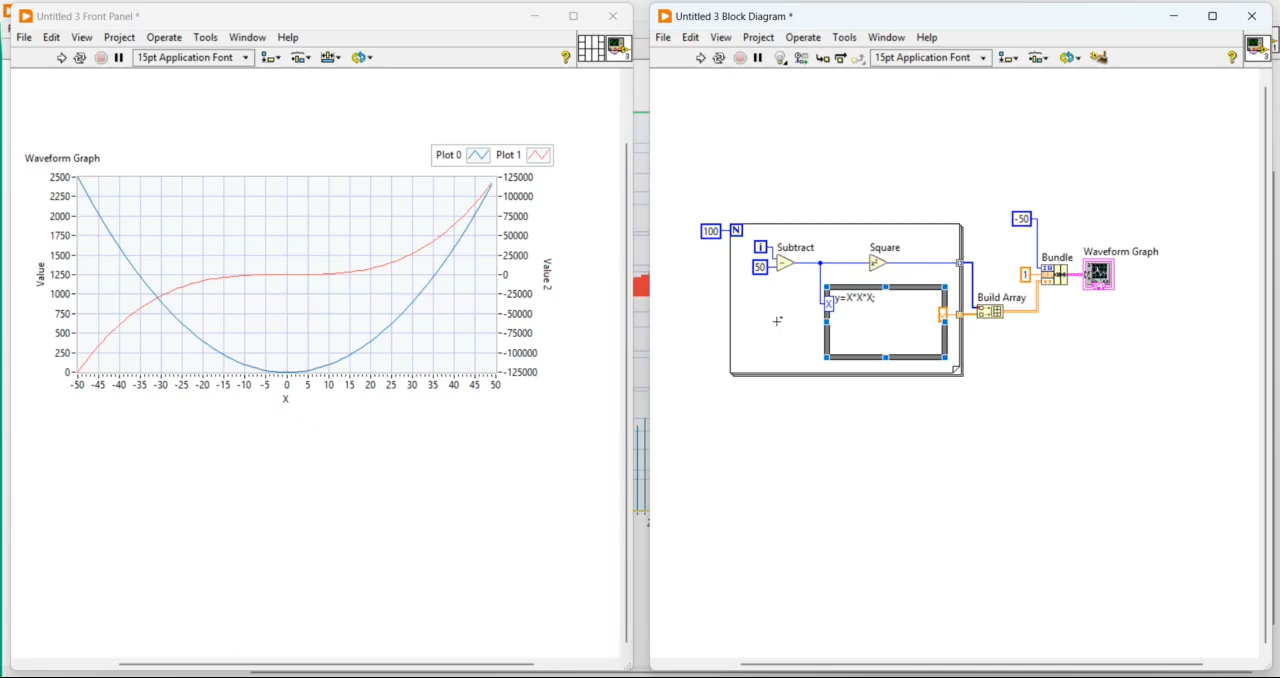 Untitled 3 Front Panel *
File Edit View Project Operate Tools Window Help
15pt Application Font
?
3
Waveform Graph
Plot 0 Plot 1
2500
2250
2000
1750
1500
1250
1000
750
500
250
0
Value
125000
100000
75000
50000
25000
0
-25000
-50000
-75000
-100000
-125000
Value 2
-50 -45 -40 -35 -30 -25 -20 -15 -10 -5 0 5 10 15 20 25 30 35 40 45 50
X
Untitled 3 Block Diagram *
File Edit View Project Operate Tools Window Help
15pt Application Font
?
3
100 N
i Subtract
50
Square
x²
X y=X*X*X;
-50
1
Bundle
Waveform Graph
Build Array